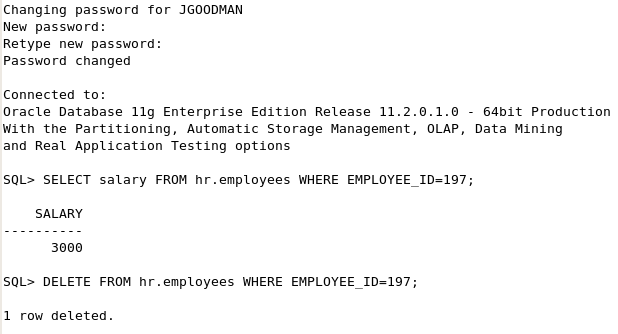 Changing password for JGOODMAN
New password:
Retype new password:
Password changed
Connected to:
Oracle Database 11g Enterprise Edition Release 11.2.0.1.0 - 64bit Production
With the Partitioning, Automatic Storage Management, OLAP, Data Mining
and Real Application Testing options
SQL> SELECT salary FROM hr.employees WHERE EMPLOYEE_ID=197;
SALARY
----------
3000
SQL> DELETE FROM hr.employees WHERE EMPLOYEE_ID=197;
1 row deleted.